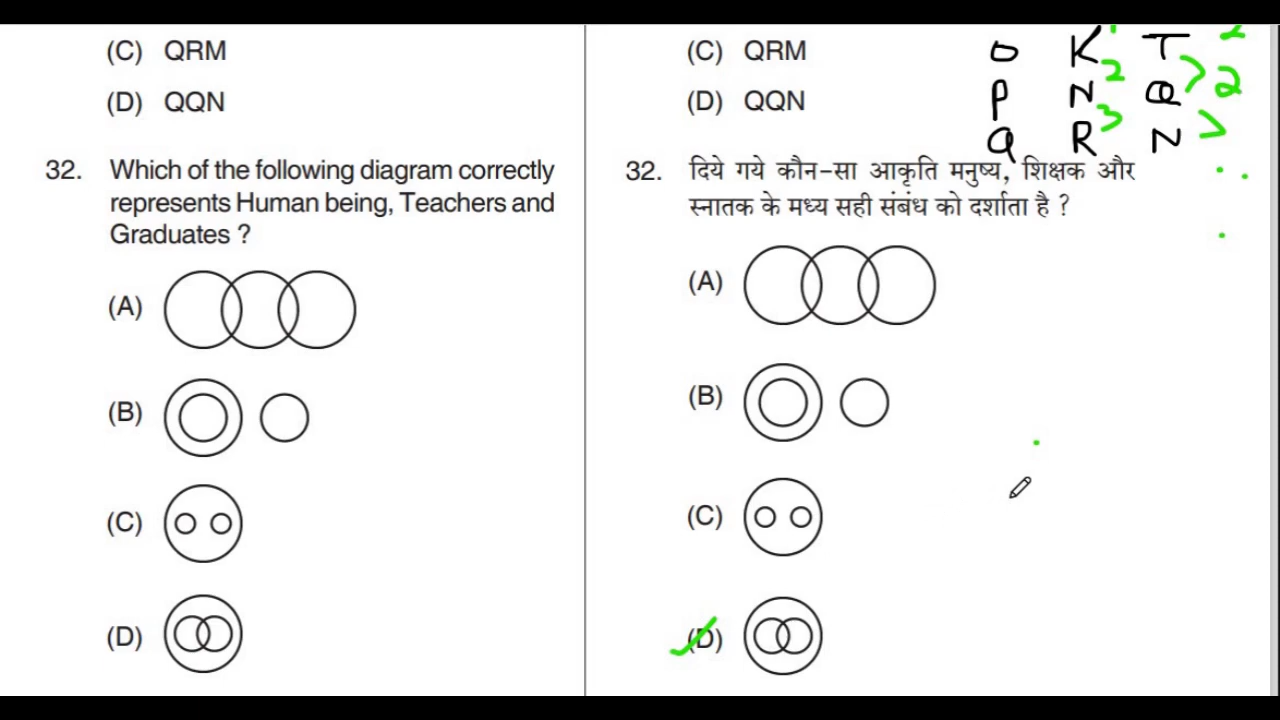 (C) QRM
(D) QQN
32. Which of the following diagram correctly
represents Human being, Teachers and
Graduates ?
(A)
(B)
(C)
(D)
(C) QRM
(D) QQN
O K T
P N 2 Q > 2
Q R 3 N >
32. दिये गये कौन-सा आकृति मनुष्य, शिक्षक और
स्नातक के मध्य सही संबंध को दर्शाता है ?
(A)
(B)
(C)
(D)